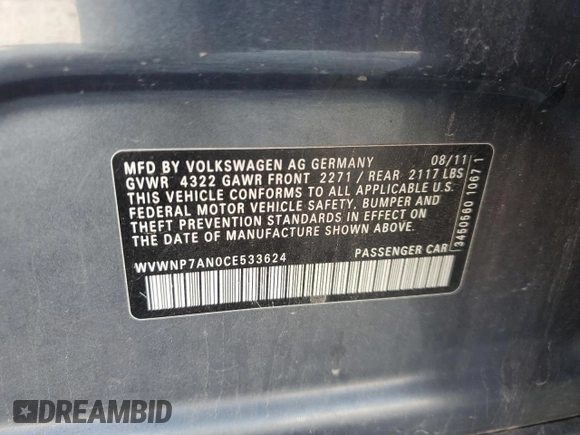 MFD BY VOLKSWAGEN AG GERMANY 08/11
GVWR 4322 GAWR FRONT 2271 / REAR 2117 LBS
THIS VEHICLE CONFORMS TO ALL APPLICABLE U.S.
FEDERAL MOTOR VEHICLE SAFETY, BUMPER AND
THEFT PREVENTION STANDARDS IN EFFECT ON
THE DATE OF MANUFACTURE SHOWN ABOVE.
WVWNP7AN0CE533624 PASSENGER CAR
3450560 1067 1
DREAMBID